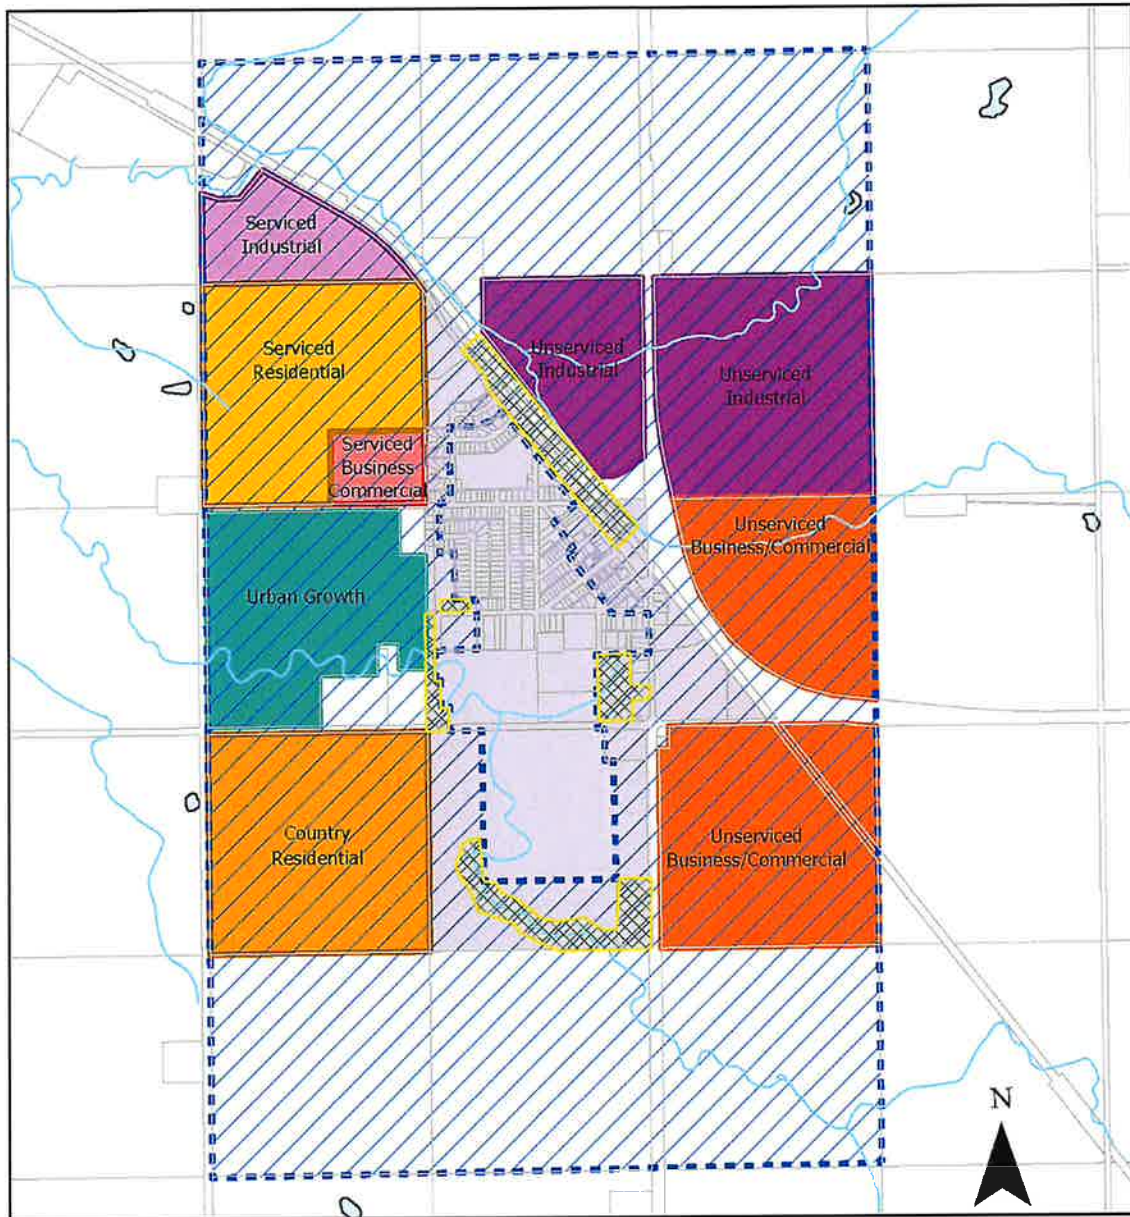 Serviced
Industrial
Serviced
Residential
Unserviced
Industrial
Unserviced
Industrial
Serviced
Business
Commercial
Unserviced
Business/Commercial
Urban Growth
Country
Residential
Unserviced
Business/Commercial
N